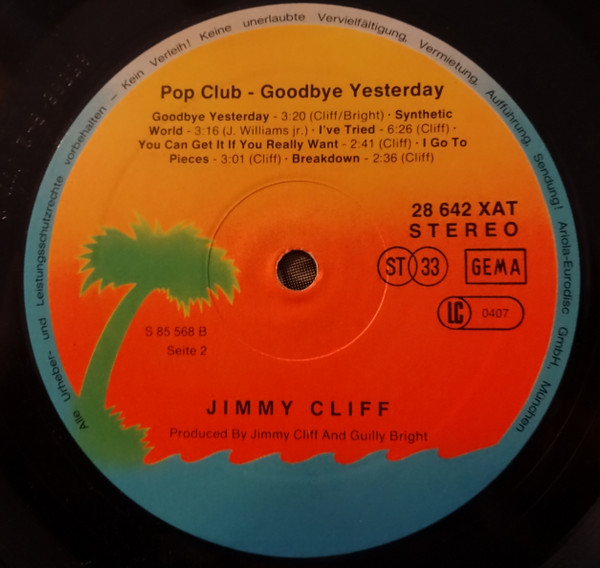 Alle Urheber- und Leistungsschutzrechte vorbehalten – Kein Verleih! Keine unerlaubte Vervielfältigung, Vermietung, Aufführung, Sendung! Ariola-Eurodisc GmbH., München
Pop Club - Goodbye Yesterday
Goodbye Yesterday - 3:20 (Cliff/Bright) · Synthetic
World - 3:16 (J. Williams jr.) · I've Tried - 6:26 (Cliff) ·
You Can Get It If You Really Want - 2:41 (Cliff) · I Go To
Pieces - 3:01 (Cliff) · Breakdown - 2:36 (Cliff)
28 642 XAT
STEREO
ST 33 GEMA
LC 0407
S 85 568 B
Seite 2
JIMMY CLIFF
Produced By Jimmy Cliff And Guilly Bright